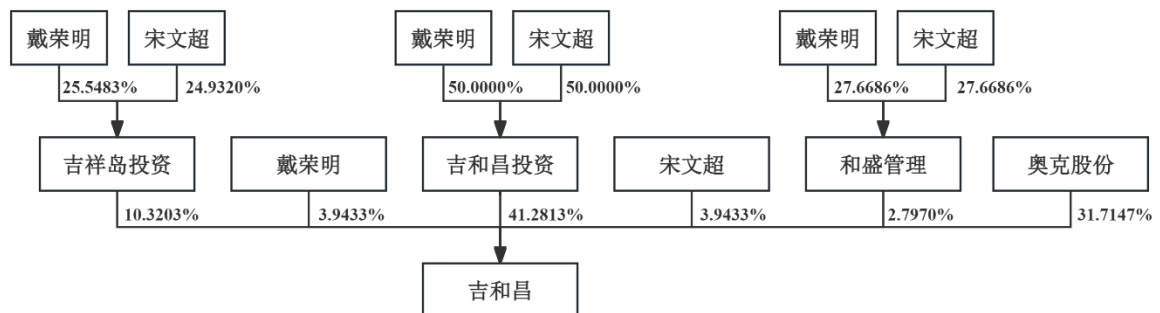 戴荣明 宋文超 戴荣明 宋文超 戴荣明 宋文超
25.5483% 24.9320% 50.0000% 50.0000% 27.6686% 27.6686%
吉祥岛投资 戴荣明 吉和昌投资 宋文超 和盛管理 奥克股份
10.3203% 3.9433% 41.2813% 3.9433% 2.7970% 31.7147%
吉和昌